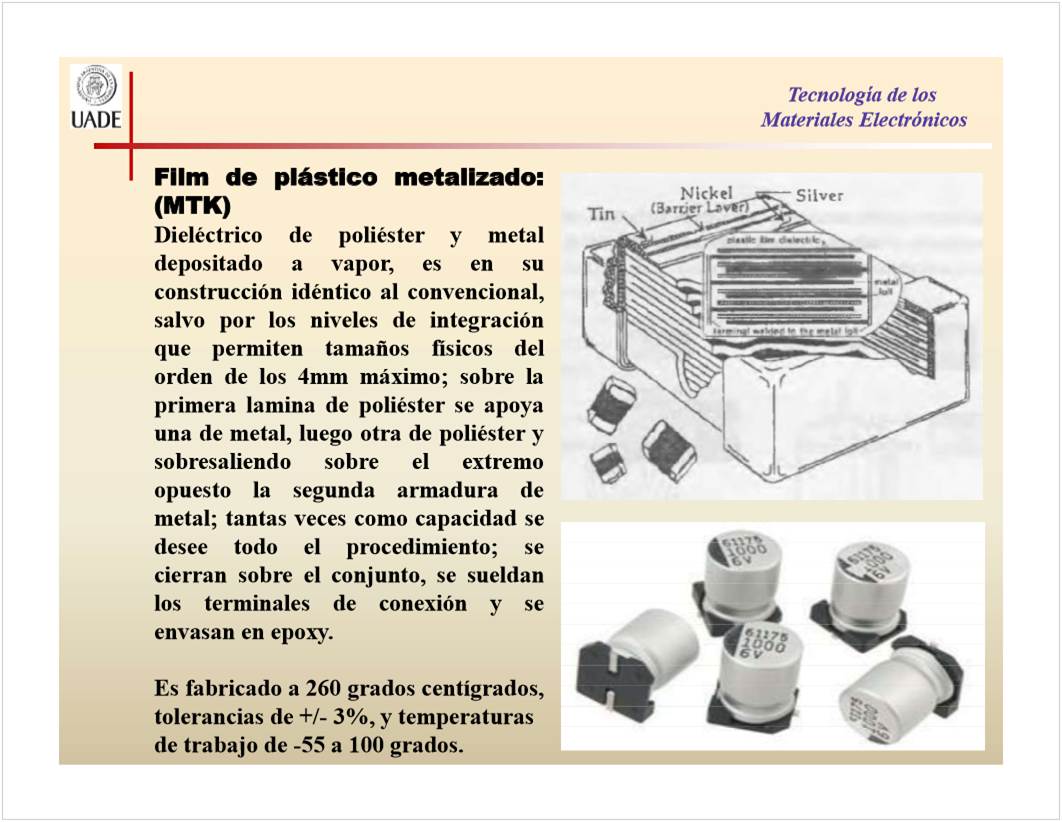 UADE
Tecnología de los
Materiales Electrónicos
Film de plástico metalizado:
(MTK)
Dieléctrico de poliéster y metal
depositado a vapor, es en su
construcción idéntico al convencional,
salvo por los niveles de integración
que permiten tamaños físicos del
orden de los 4mm máximo; sobre la
primera lamina de poliéster se apoya
una de metal, luego otra de poliéster y
sobresaliendo sobre el extremo
opuesto la segunda armadura de
metal; tantas veces como capacidad se
desee todo el procedimiento; se
cierran sobre el conjunto, se sueldan
los terminales de conexión y se
envasan en epoxy.
Es fabricado a 260 grados centígrados,
tolerancias de +/- 3%, y temperaturas
de trabajo de -55 a 100 grados.
Nickel
(Barrier Layer)
Silver
Tin
plastic film dielectric
metal
foil
terminal welded to the metal foil
61175
1000
6V
61175
1000
6V
61175
1000
6V